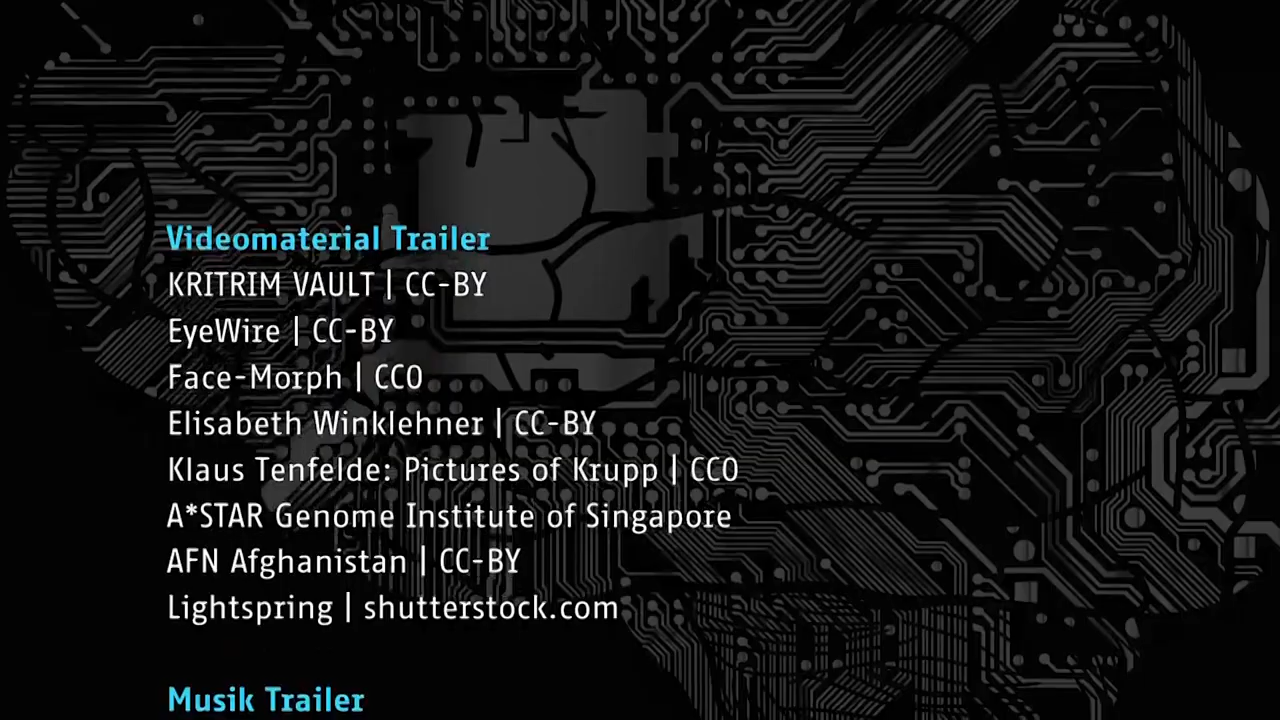 Videomaterial Trailer
KRITRIM VAULT | CC-BY
EyeWire | CC-BY
Face-Morph | CC0
Elisabeth Winklehner | CC-BY
Klaus Tenfelde: Pictures of Krupp | CC0
A*STAR Genome Institute of Singapore
AFN Afghanistan | CC-BY
Lightspring | shutterstock.com
Musik Trailer